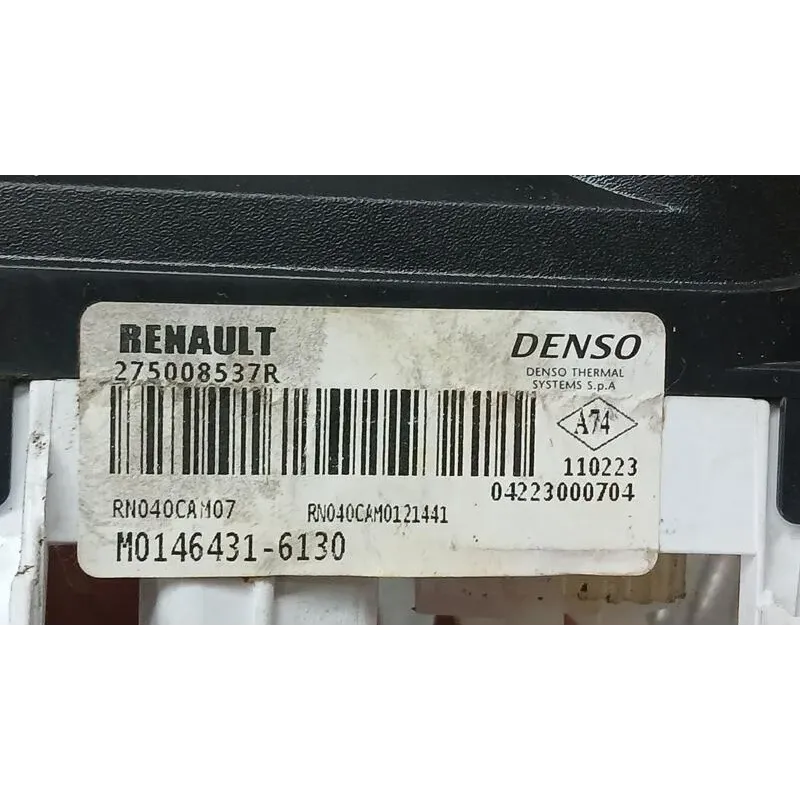 RENAULT
275008537R
DENSO
DENSO THERMAL
SYSTEMS S.p.A
A74
110223
04223000704
RN040CAM07
RN040CAM0121441
M0146431-6130